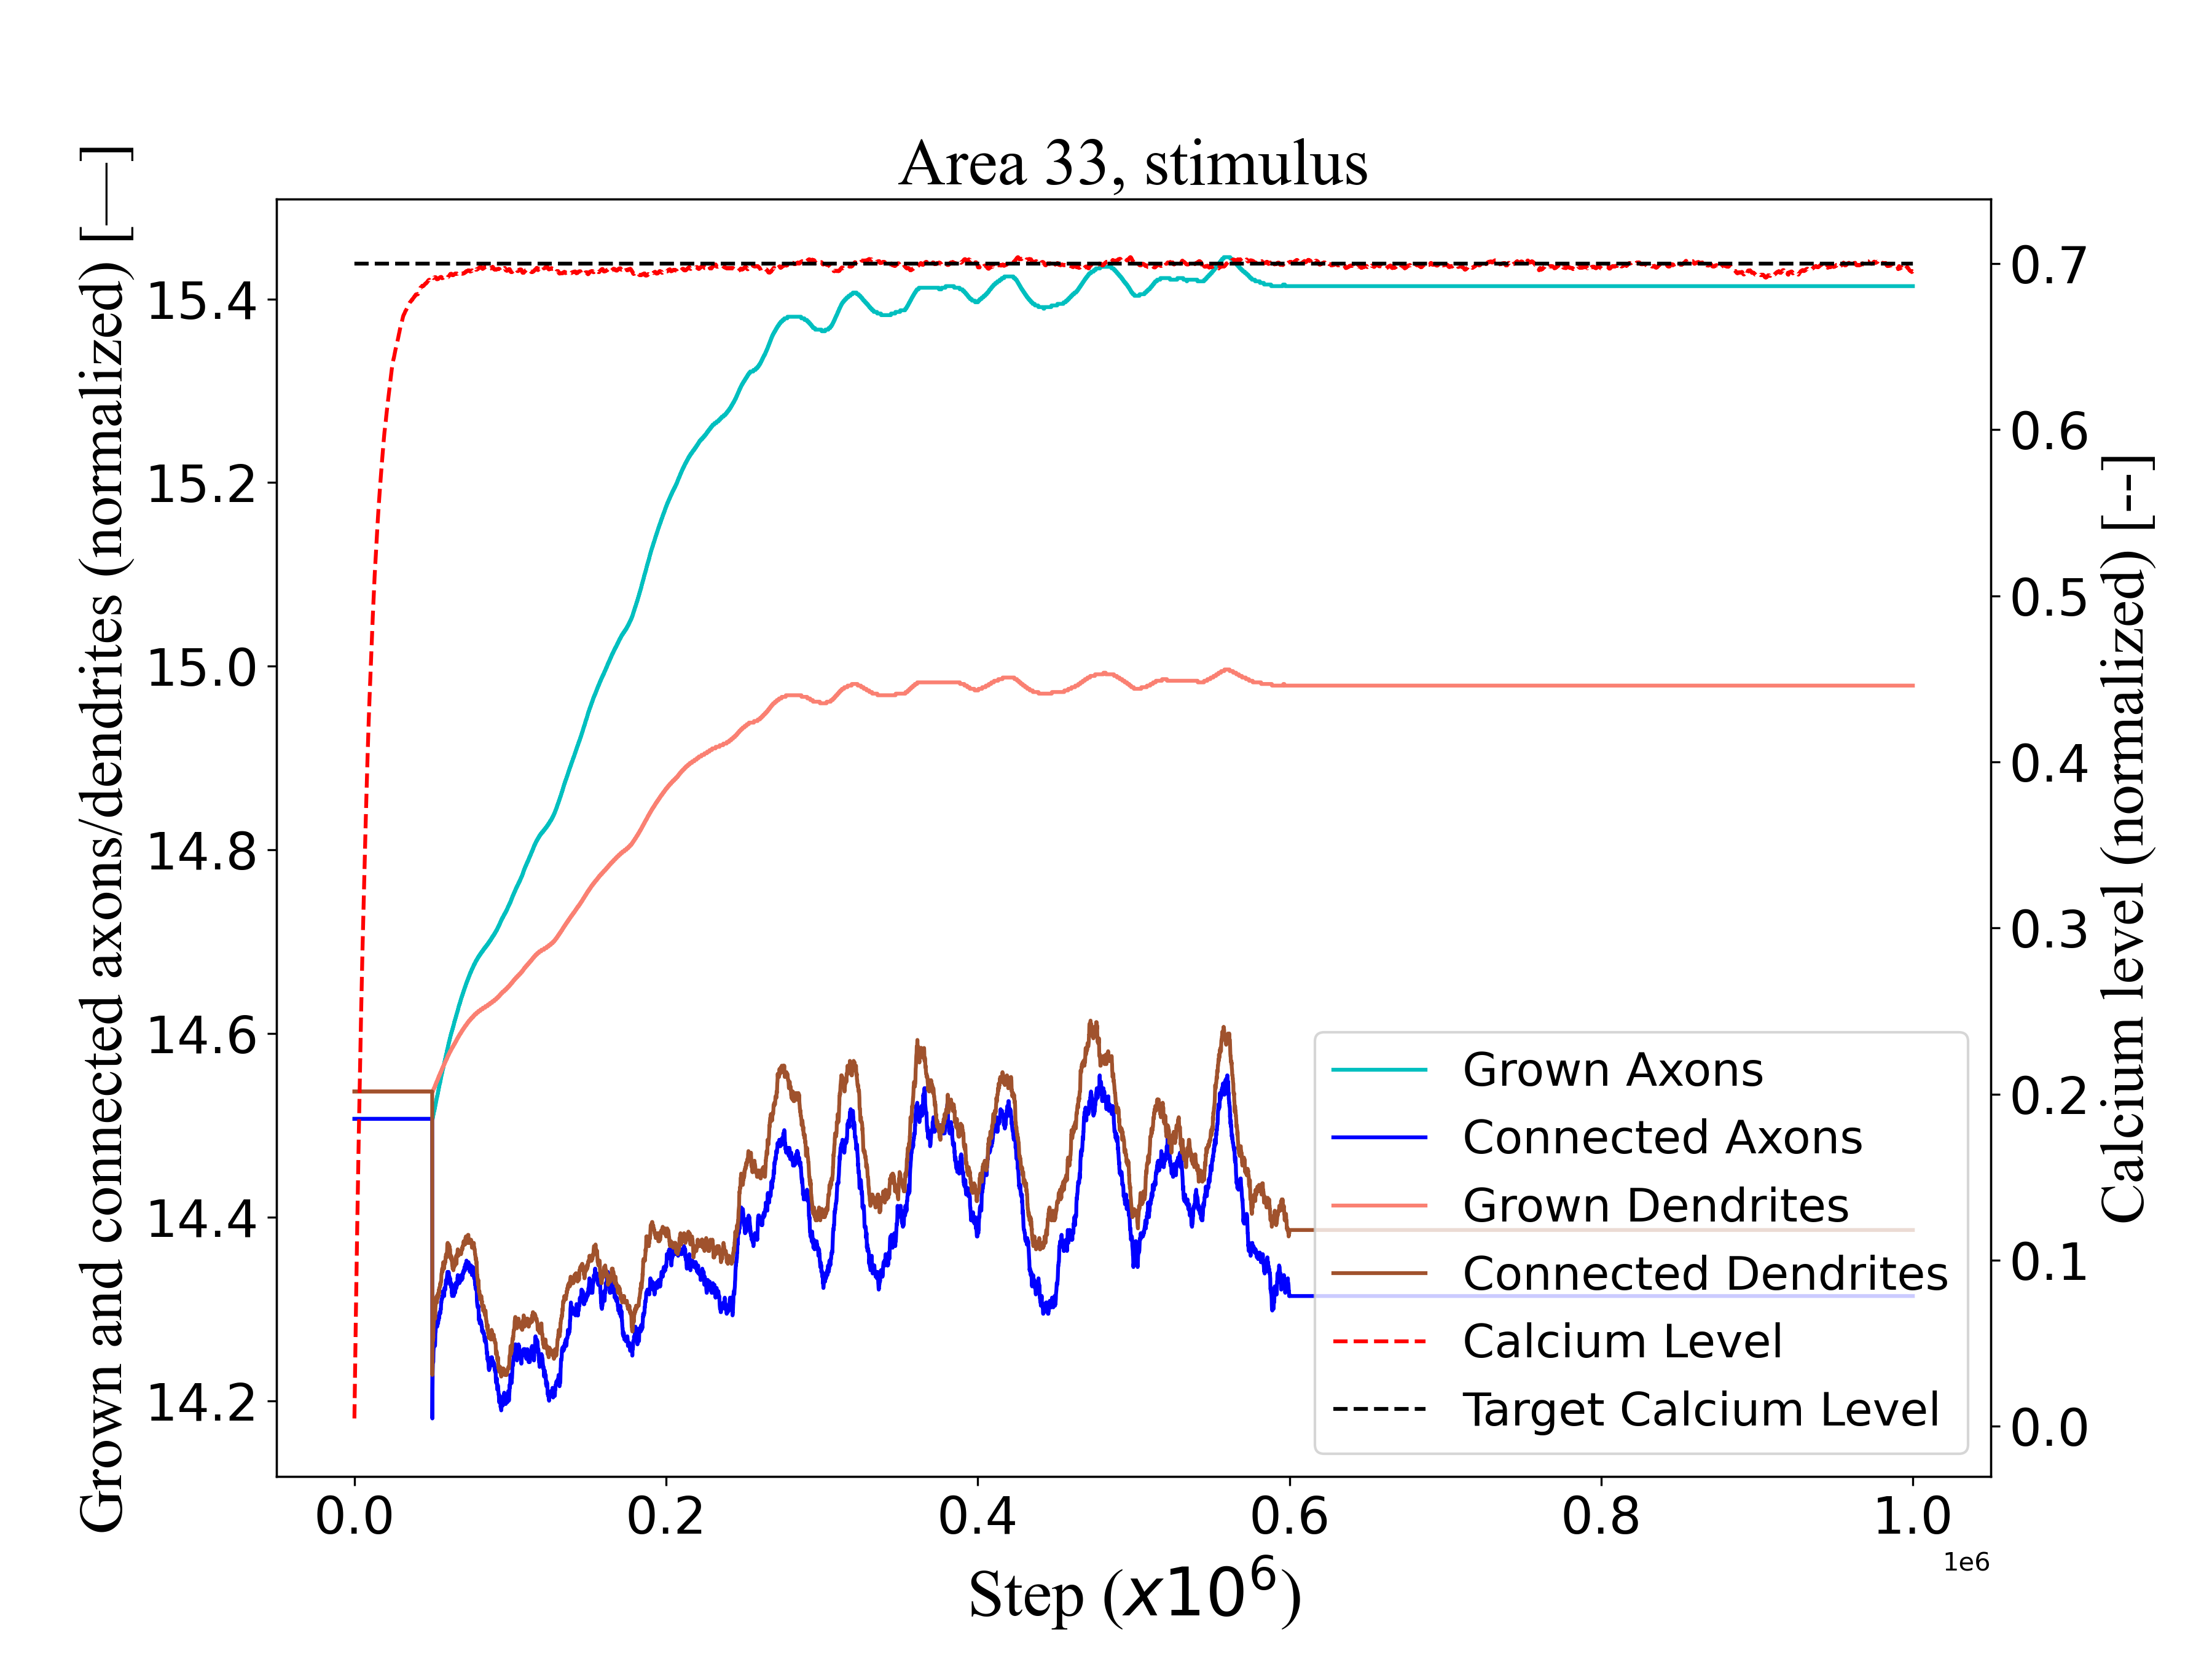 Area 33, stimulus
Grown and connected axons/dendrites (normalized) [—]
15.4
15.2
15.0
14.8
14.6
14.4
14.2
0.7
0.6
0.5
0.4
0.3
0.2
0.1
0.0
Calcium level (normalized) [--]
Grown Axons
Connected Axons
Grown Dendrites
Connected Dendrites
Calcium Level
Target Calcium Level
0.0 0.2 0.4 0.6 0.8 1.0
1e6
Step (x10⁶)